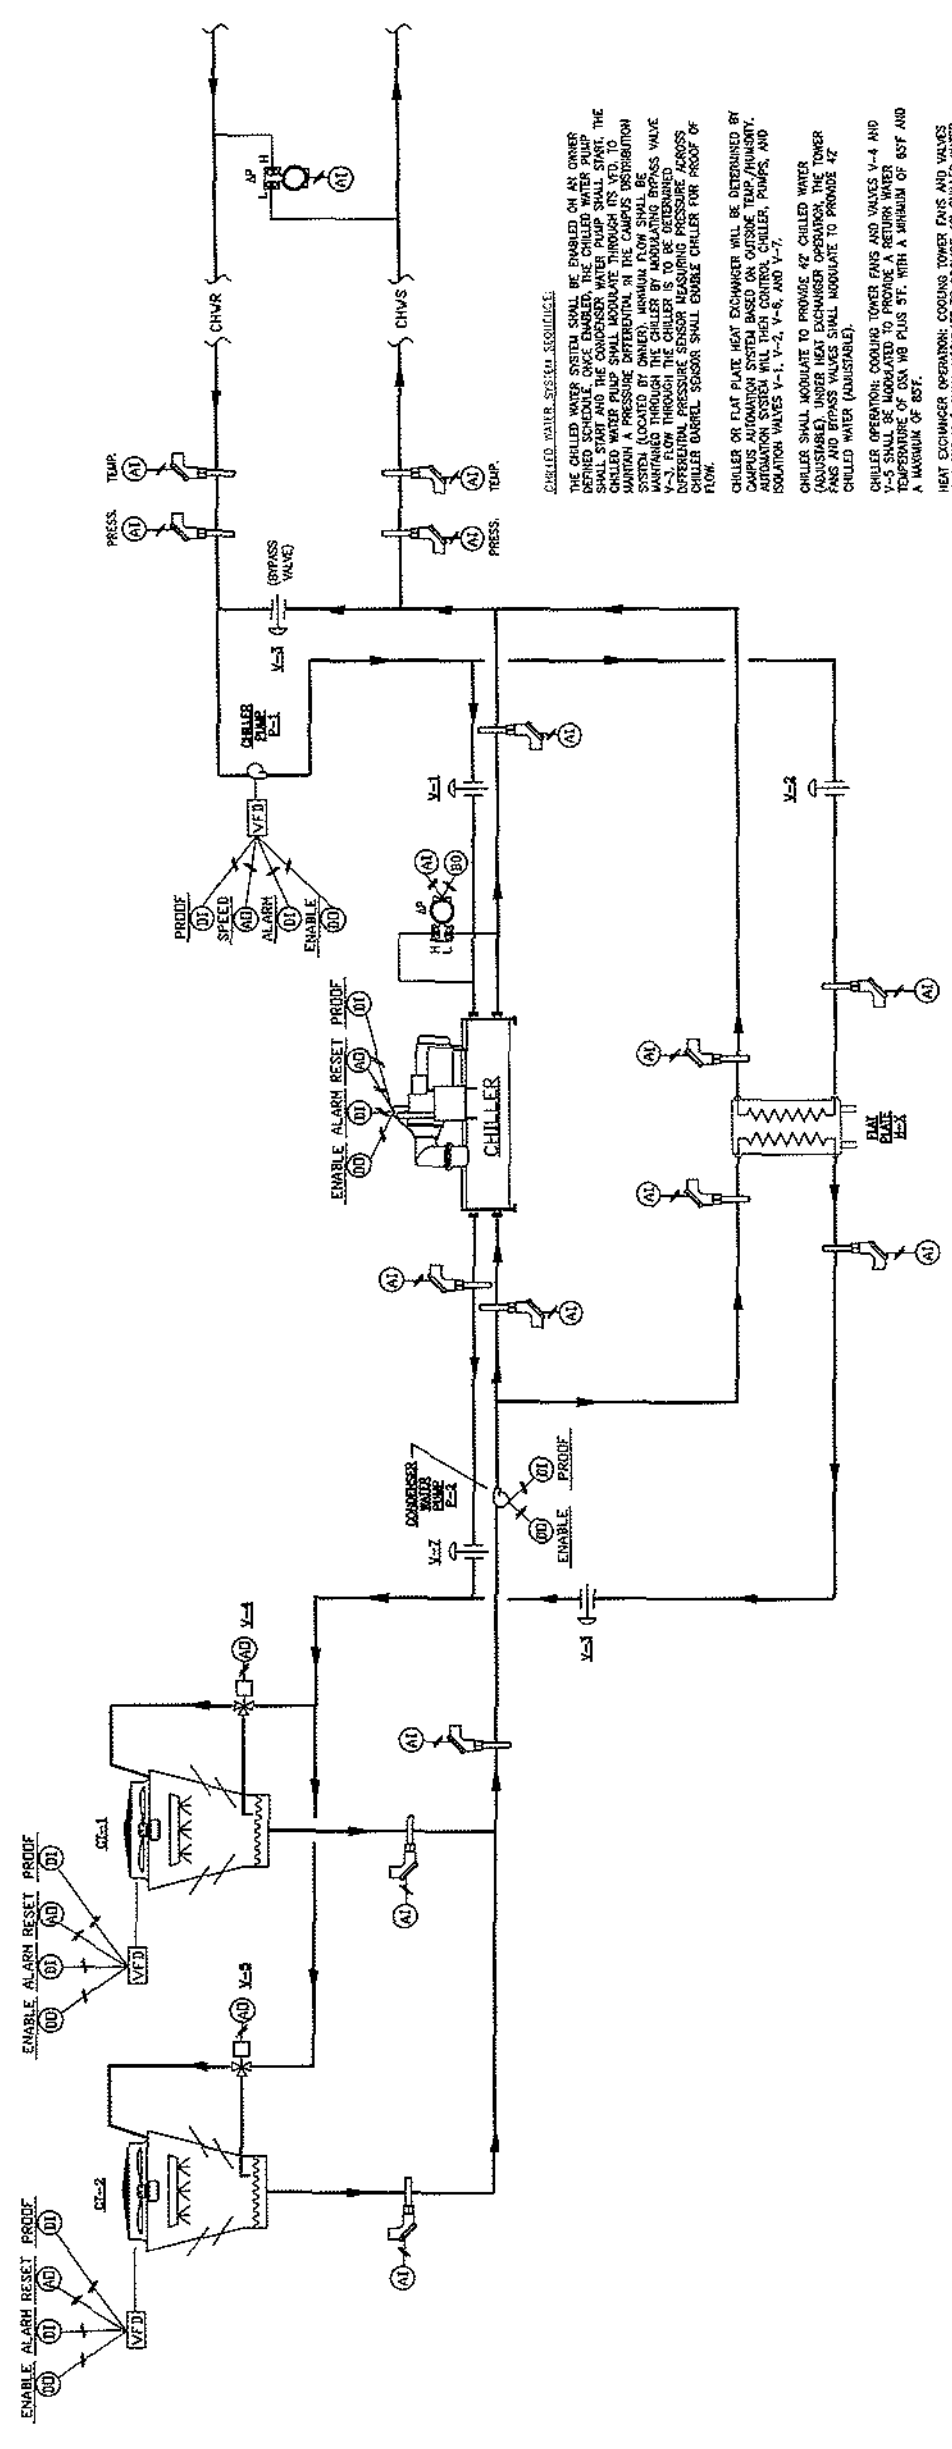 ENABLE ALARM RESET PROOF
DO DI AO DI
VFD
CT-2
AO
V-5
AI
ENABLE ALARM RESET PROOF
DO DI AO DI
VFD
CT-1
AO
V-4
AI
AI
V-7
CONDENSER
WATER
PUMP
P-2
DO DI
ENABLE PROOF
AI
AI
ENABLE ALARM RESET PROOF
DO DI AO DI
CHILLER
H
L
ΔP
AI
BO
V-1
AI
PROOF
DI
SPEED
AO
ALARM
DI
ENABLE
DO
VFD
CHILLER
PUMP
P-1
V-3
(BYPASS
VALVE)
PRESS.
AI
TEMP.
AI
AI
PRESS.
AI
TEMP.
CHWR
CHWS
ΔP
L H
AI
AI
AI
AI
AI
FLAT
PLATE
H-X
V-2
CHILLED WATER SYSTEM SEQUENCE:
THE CHILLED WATER SYSTEM SHALL BE ENABLED ON AN OWNER
DEFINED SCHEDULE. ONCE ENABLED, THE CHILLED WATER PUMP
SHALL START AND THE CONDENSER WATER PUMP SHALL START. THE
CHILLED WATER PUMP SHALL MODULATE THROUGH ITS VFD, TO
MAINTAIN A PRESSURE DIFFERENTIAL IN THE CAMPUS DISTRIBUTION
SYSTEM (LOCATED BY OWNER). MINIMUM FLOW SHALL BE
MAINTAINED THROUGH THE CHILLER BY MODULATING BYPASS VALVE
V-3. FLOW THROUGH THE CHILLER IS TO BE DETERMINED
DIFFERENTIAL PRESSURE SENSOR MEASURING PRESSURE ACROSS
CHILLER BARREL. SENSOR SHALL ENABLE CHILLER FOR PROOF OF
FLOW.
CHILLER OR FLAT PLATE HEAT EXCHANGER WILL BE DETERMINED BY
CAMPUS AUTOMATION SYSTEM BASED ON OUTSIDE TEMP./HUMIDITY.
AUTOMATION SYSTEM WILL THEN CONTROL CHILLER, PUMPS, AND
ISOLATION VALVES V-1, V-2, V-6, AND V-7.
CHILLER SHALL MODULATE TO PROVIDE 42° CHILLED WATER
(ADJUSTABLE). UNDER HEAT EXCHANGER OPERATION, THE TOWER
FANS AND BYPASS VALVES SHALL MODULATE TO PROVIDE 42°
CHILLED WATER (ADJUSTABLE).
CHILLER OPERATION: COOLING TOWER FANS AND VALVES V-4 AND
V-5 SHALL BE MODULATED TO PROVIDE A RETURN WATER
TEMPERATURE OF OSA WB PLUS 5°F. WITH A MINIMUM OF 65°F AND
A MAXIMUM OF 85°F.
HEAT EXCHANGER OPERATION: COOLING TOWER FANS AND VALVES